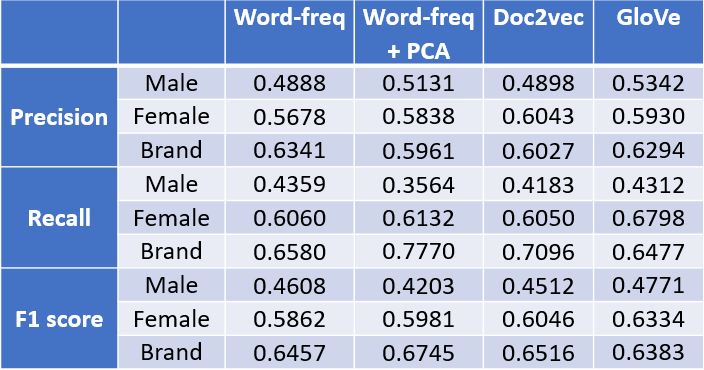 Word-freq Word-freq + PCA Doc2vec GloVe
Precision Male 0.4888 0.5131 0.4898 0.5342
Female 0.5678 0.5838 0.6043 0.5930
Brand 0.6341 0.5961 0.6027 0.6294
Recall Male 0.4359 0.3564 0.4183 0.4312
Female 0.6060 0.6132 0.6050 0.6798
Brand 0.6580 0.7770 0.7096 0.6477
F1 score Male 0.4608 0.4203 0.4512 0.4771
Female 0.5862 0.5981 0.6046 0.6334
Brand 0.6457 0.6745 0.6516 0.6383